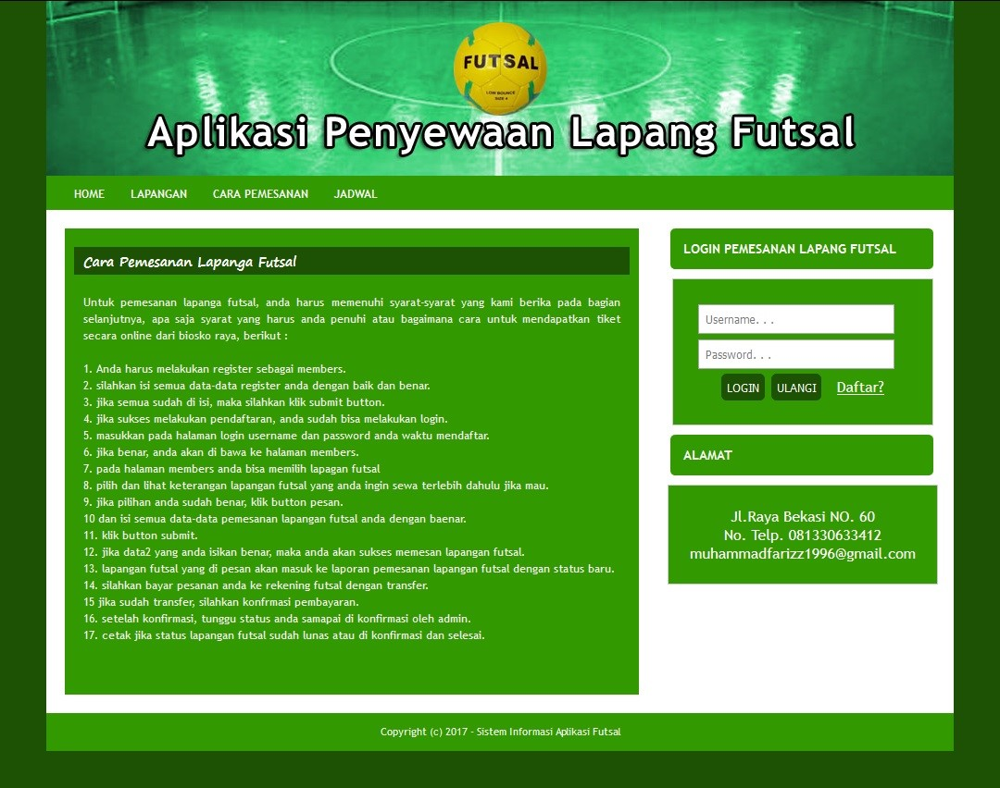 FUTSAL
LOW BOUNCE
SIZE 4
Aplikasi Penyewaan Lapang Futsal
HOME LAPANGAN CARA PEMESANAN JADWAL
Cara Pemesanan Lapanga Futsal
Untuk pemesanan lapanga futsal, anda harus memenuhi syarat-syarat yang kami berika pada bagian
selanjutnya, apa saja syarat yang harus anda penuhi atau bagaimana cara untuk mendapatkan tiket
secara online dari biosko raya, berikut :
1. Anda harus melakukan register sebagai members.
2. silahkan isi semua data-data register anda dengan baik dan benar.
3. jika semua sudah di isi, maka silahkan klik submit button.
4. jika sukses melakukan pendaftaran, anda sudah bisa melakukan login.
5. masukkan pada halaman login username dan password anda waktu mendaftar.
6. jika benar, anda akan di bawa ke halaman members.
7. pada halaman members anda bisa memilih lapagan futsal
8. pilih dan lihat keterangan lapangan futsal yang anda ingin sewa terlebih dahulu jika mau.
9. jika pilihan anda sudah benar, klik button pesan.
10 dan isi semua data-data pemesanan lapangan futsal anda dengan baenar.
11. klik button submit.
12. jika data2 yang anda isikan benar, maka anda akan sukses memesan lapangan futsal.
13. lapangan futsal yang di pesan akan masuk ke laporan pemesanan lapangan futsal dengan status baru.
14. silahkan bayar pesanan anda ke rekening futsal dengan transfer.
15 jika sudah transfer, silahkan konfrmasi pembayaran.
16. setelah konfirmasi, tunggu status anda samapai di konfirmasi oleh admin.
17. cetak jika status lapangan futsal sudah lunas atau di konfirmasi dan selesai.
LOGIN PEMESANAN LAPANG FUTSAL
Username. . .
Password. . .
LOGIN ULANGI Daftar?
ALAMAT
Jl.Raya Bekasi NO. 60
No. Telp. 081330633412
muhammadfarizz1996@gmail.com
Copyright (c) 2017 - Sistem Informasi Aplikasi Futsal